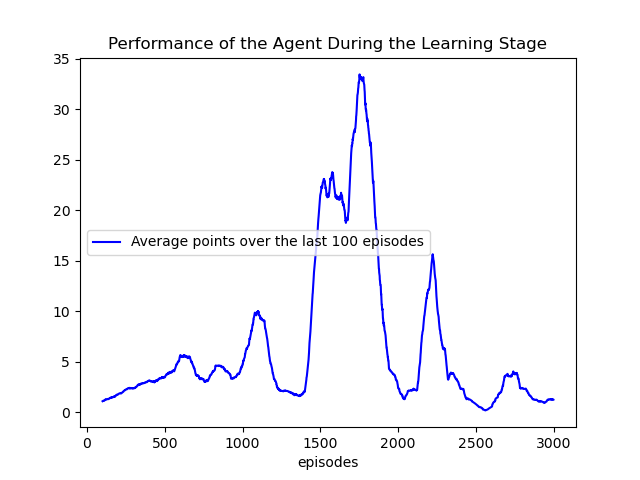 Performance of the Agent During the Learning Stage
35
30
25
20
15
10
5
0
Average points over the last 100 episodes
0 500 1000 1500 2000 2500 3000
episodes